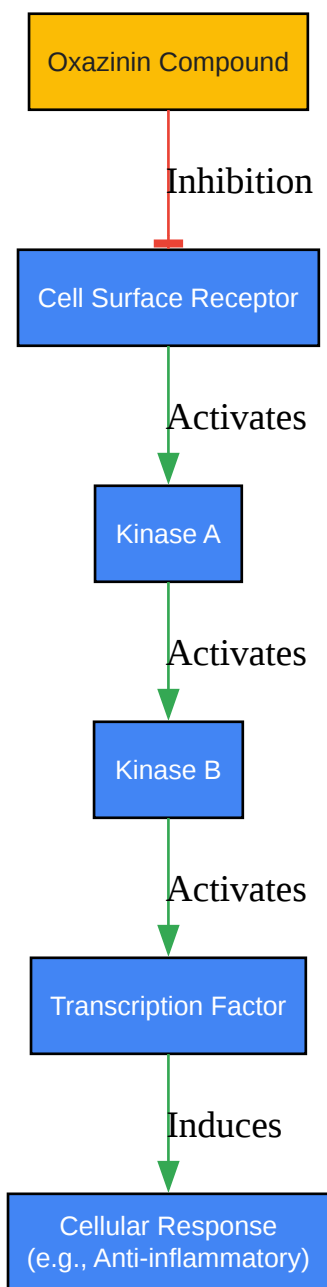 Oxazinin Compound
Inhibition
Cell Surface Receptor
Activates
Kinase A
Activates
Kinase B
Activates
Transcription Factor
Induces
Cellular Response
(e.g., Anti-inflammatory)